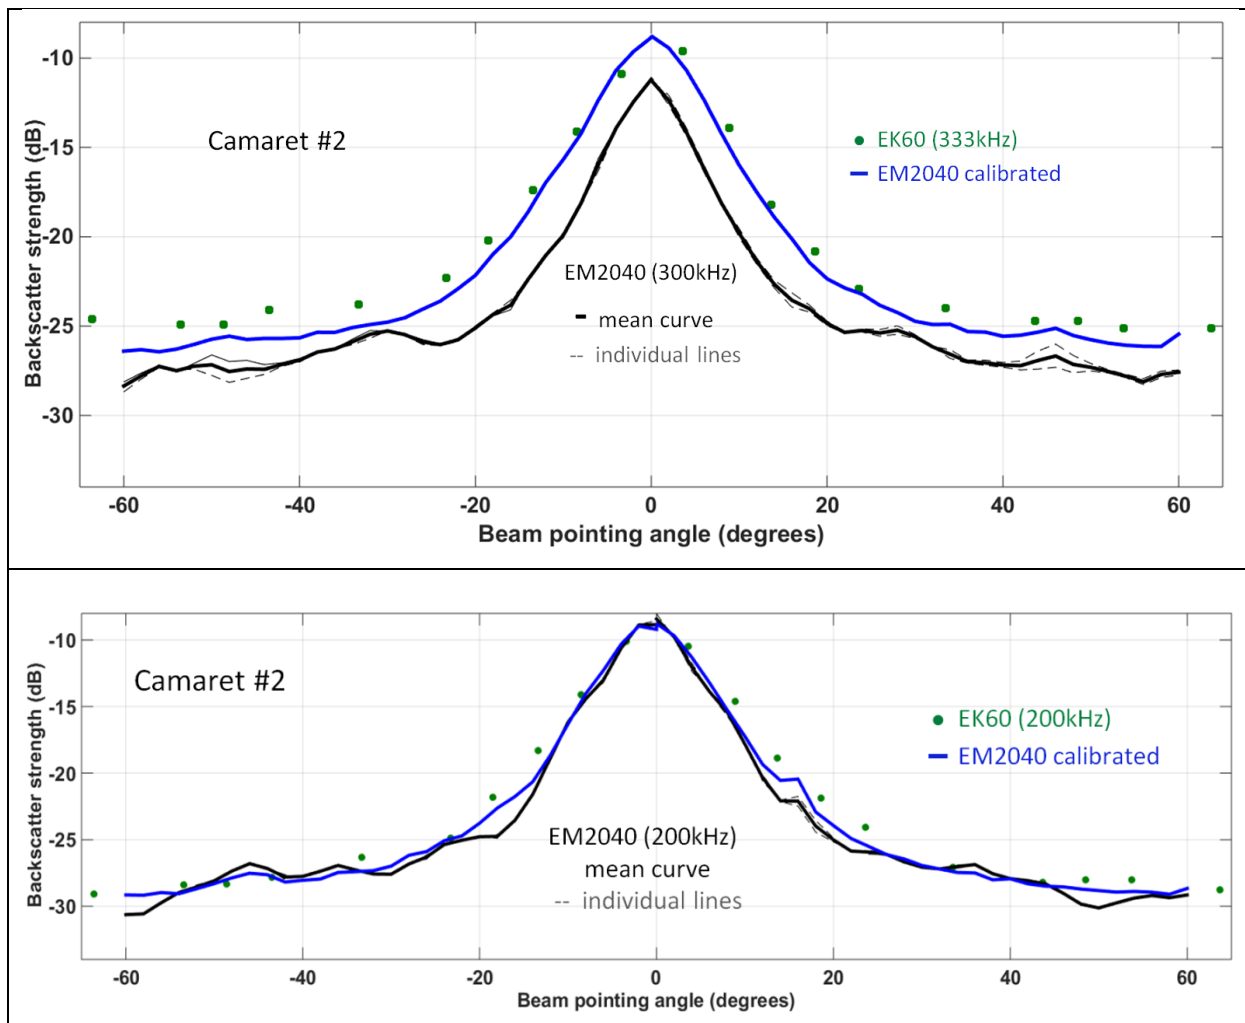 -10
-15
-20
-25
-30
Backscatter strength (dB)
Camaret #2
EK60 (333kHz)
EM2040 calibrated
EM2040 (300kHz)
mean curve
-- individual lines
-60
-40
-20
0
20
40
60
Beam pointing angle (degrees)
-10
-15
-20
-25
-30
Backscatter strength (dB)
Camaret #2
EK60 (200kHz)
EM2040 calibrated
EM2040 (200kHz)
mean curve
-- individual lines
-60
-40
-20
0
20
40
60
Beam pointing angle (degrees)